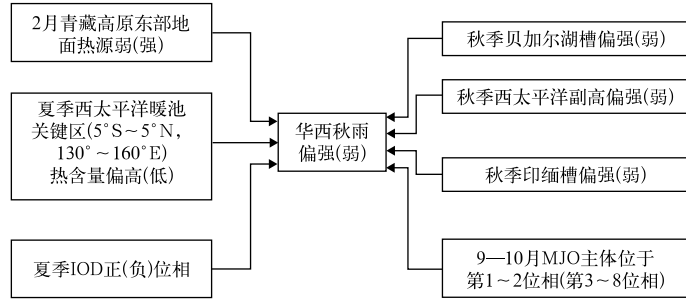 2月青藏高原东部地
面热源弱(强)
夏季西太平洋暖池
关键区(5°S～5°N，
130°～160°E)
热含量偏高(低)
夏季IOD正(负)位相
华西秋雨
偏强(弱)
秋季贝加尔湖槽偏强(弱)
秋季西太平洋副高偏强(弱)
秋季印缅槽偏强(弱)
9—10月MJO主体位于
第1～2位相(第3～8位相)